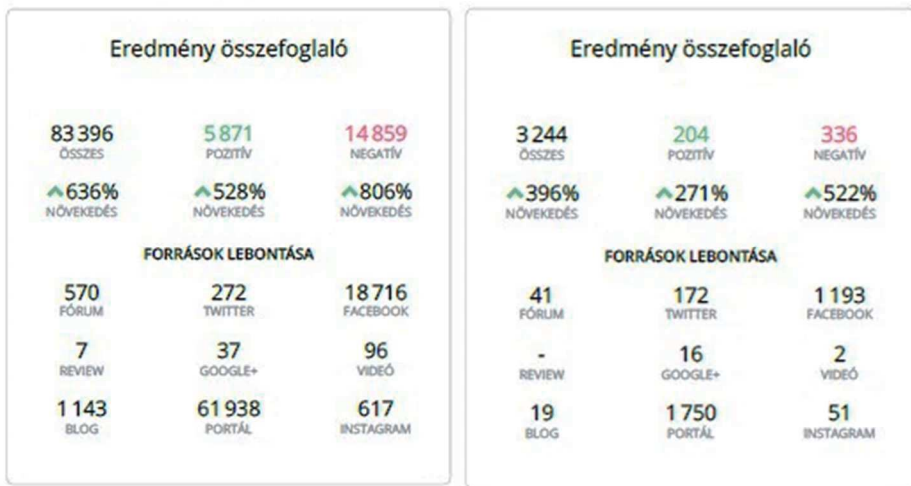 Eredmény összefoglaló
83 396 5 871 14 859
ÖSSZES POZITÍV NEGATÍV
636% 528% 806%
NÖVEKEDÉS NÖVEKEDÉS NÖVEKEDÉS
FORRÁSOK LEBONTÁSA
570 272 18 716
FÓRUM TWITTER FACEBOOK
7 37 96
REVIEW GOOGLE+ VIDEÓ
1 143 61 938 617
BLOG PORTÁL INSTAGRAM
Eredmény összefoglaló
3 244 204 336
ÖSSZES POZITÍV NEGATÍV
396% 271% 522%
NÖVEKEDÉS NÖVEKEDÉS NÖVEKEDÉS
FORRÁSOK LEBONTÁSA
41 172 1 193
FÓRUM TWITTER FACEBOOK
- 16 2
REVIEW GOOGLE+ VIDEÓ
19 1 750 51
BLOG PORTÁL INSTAGRAM